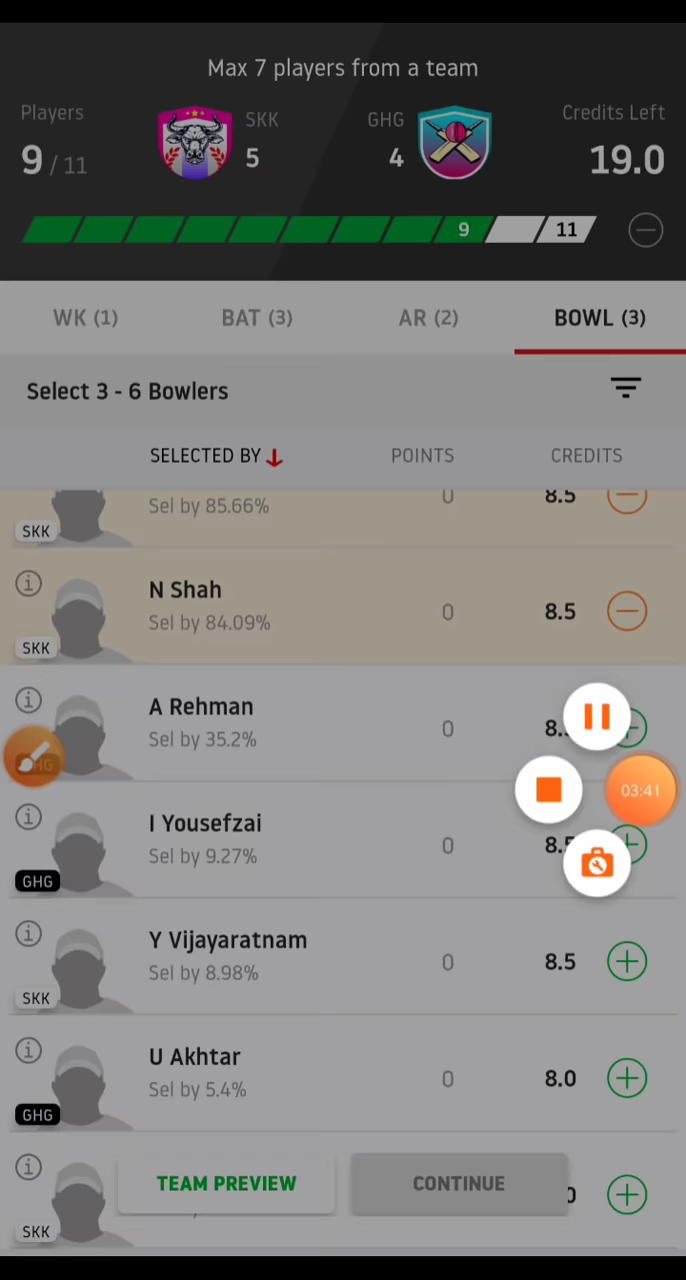 Max 7 players from a team
Players
SKK
GHG
Credits Left
9 / 11
5
4
19.0
9
11
WK (1)
BAT (3)
AR (2)
BOWL (3)
Select 3 - 6 Bowlers
SELECTED BY
POINTS
CREDITS
Sel by 85.66%
0
8.5
SKK
N Shah
Sel by 84.09%
0
8.5
SKK
A Rehman
Sel by 35.2%
0
03:41
I Yousefzai
Sel by 9.27%
0
GHG
Y Vijayaratnam
Sel by 8.98%
0
8.5
SKK
U Akhtar
Sel by 5.4%
0
8.0
GHG
TEAM PREVIEW
CONTINUE
SKK